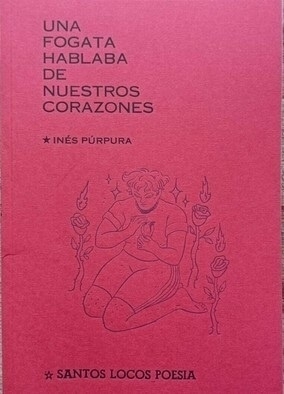 UNA
FOGATA
HABLABA
DE
NUESTROS
CORAZONES
★ INÉS PÚRPURA
☆ SANTOS LOCOS POESIA